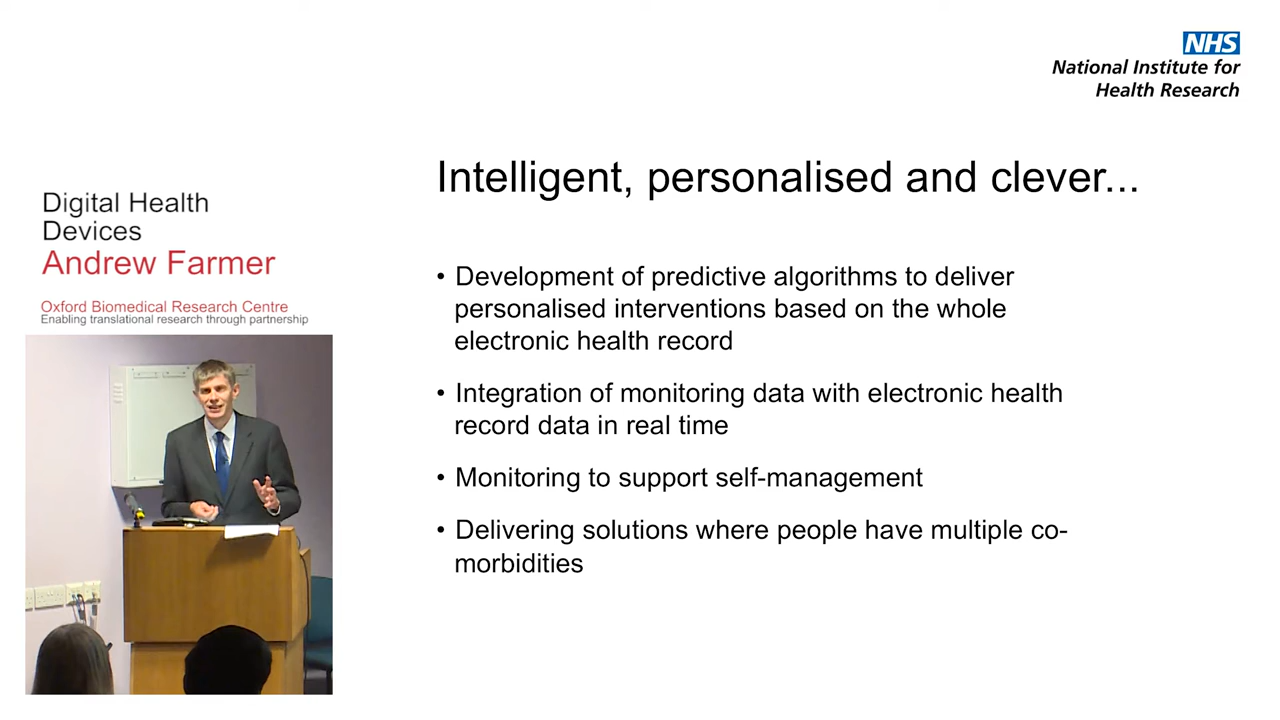 NHS
National Institute for
Health Research
Digital Health
Devices
Andrew Farmer
Oxford Biomedical Research Centre
Enabling translational research through partnership
Intelligent, personalised and clever...
• Development of predictive algorithms to deliver
personalised interventions based on the whole
electronic health record
• Integration of monitoring data with electronic health
record data in real time
• Monitoring to support self-management
• Delivering solutions where people have multiple co-
morbidities